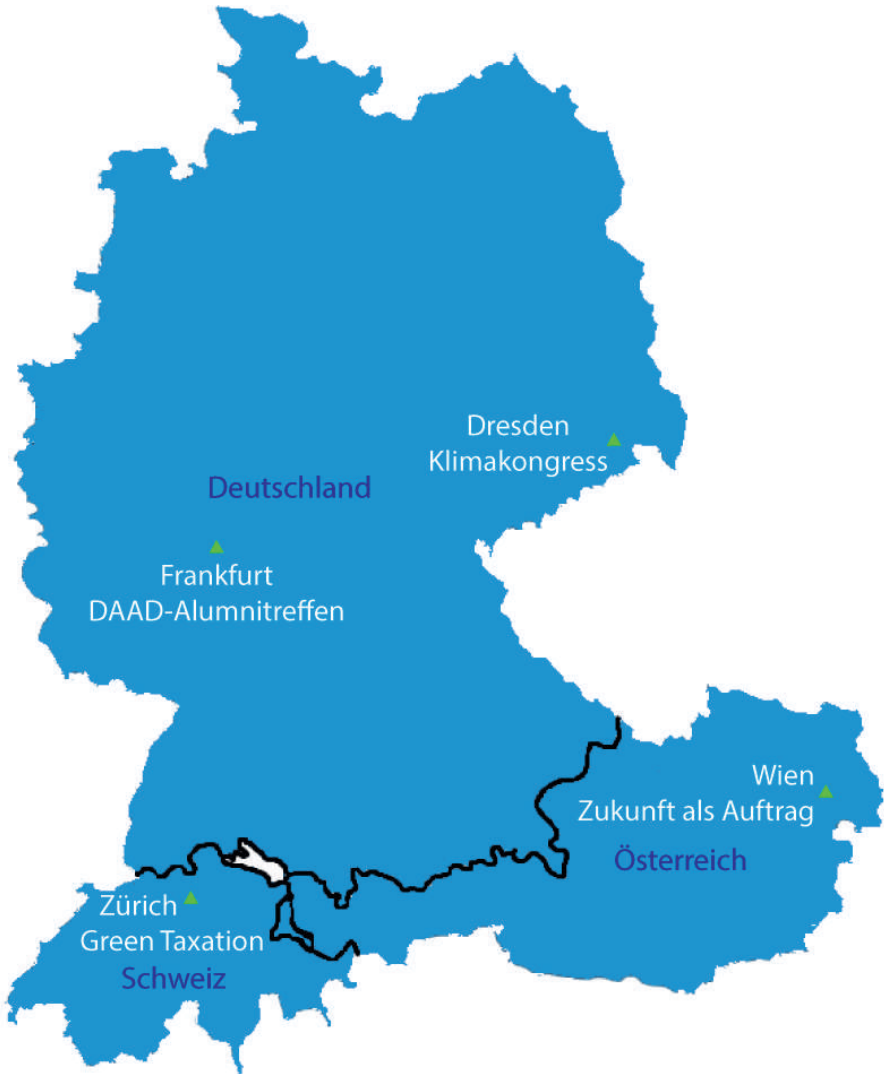 Dresden
Klimakongress
Deutschland
Frankfurt
DAAD-Alumnitreffen
Wien
Zukunft als Auftrag
Österreich
Zürich
Green Taxation
Schweiz